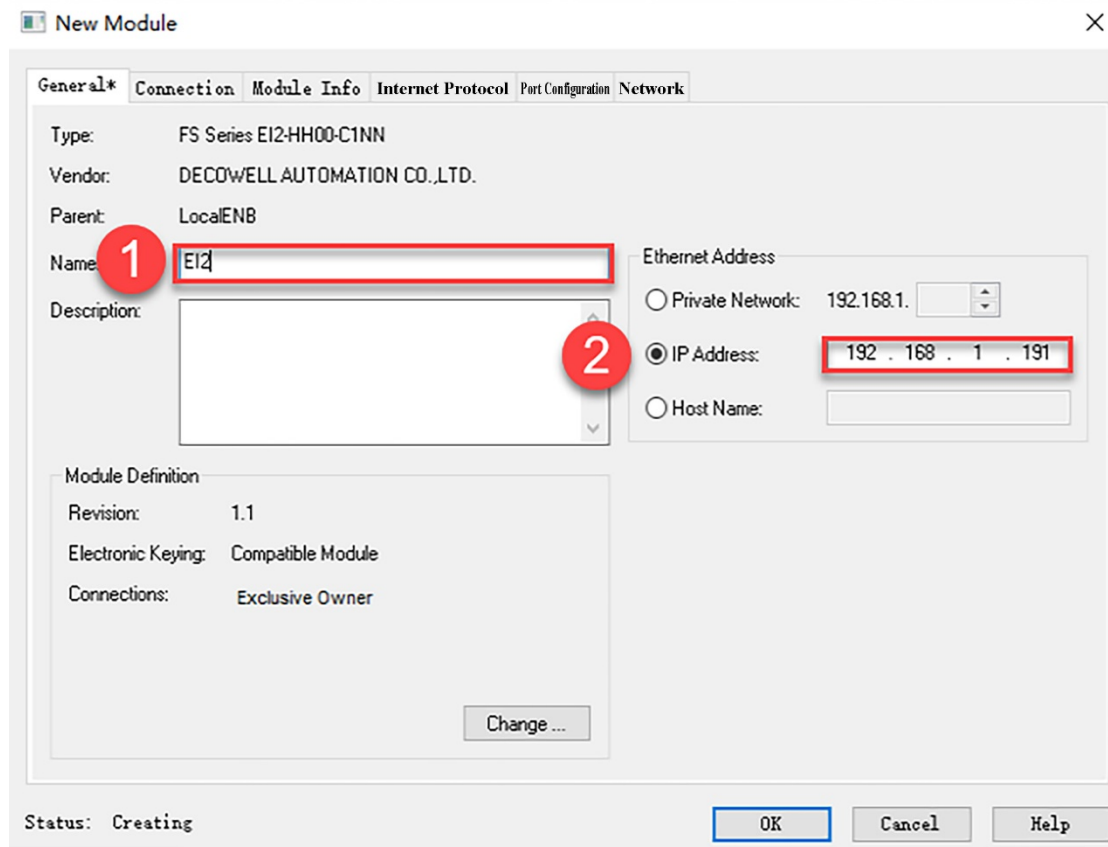 New Module
General* Connection Module Info Internet Protocol Port Configuration Network
Type: FS Series EI2-HH00-C1NN
Vendor: DECOWELL AUTOMATION CO.,LTD.
Parent: LocalENB
Name: 1 EI2
Description:
Ethernet Address
Private Network: 192.168.1.
2 IP Address: 192 . 168 . 1 . 191
Host Name:
Module Definition
Revision: 1.1
Electronic Keying: Compatible Module
Connections: Exclusive Owner
Change ...
Status: Creating
OK Cancel Help